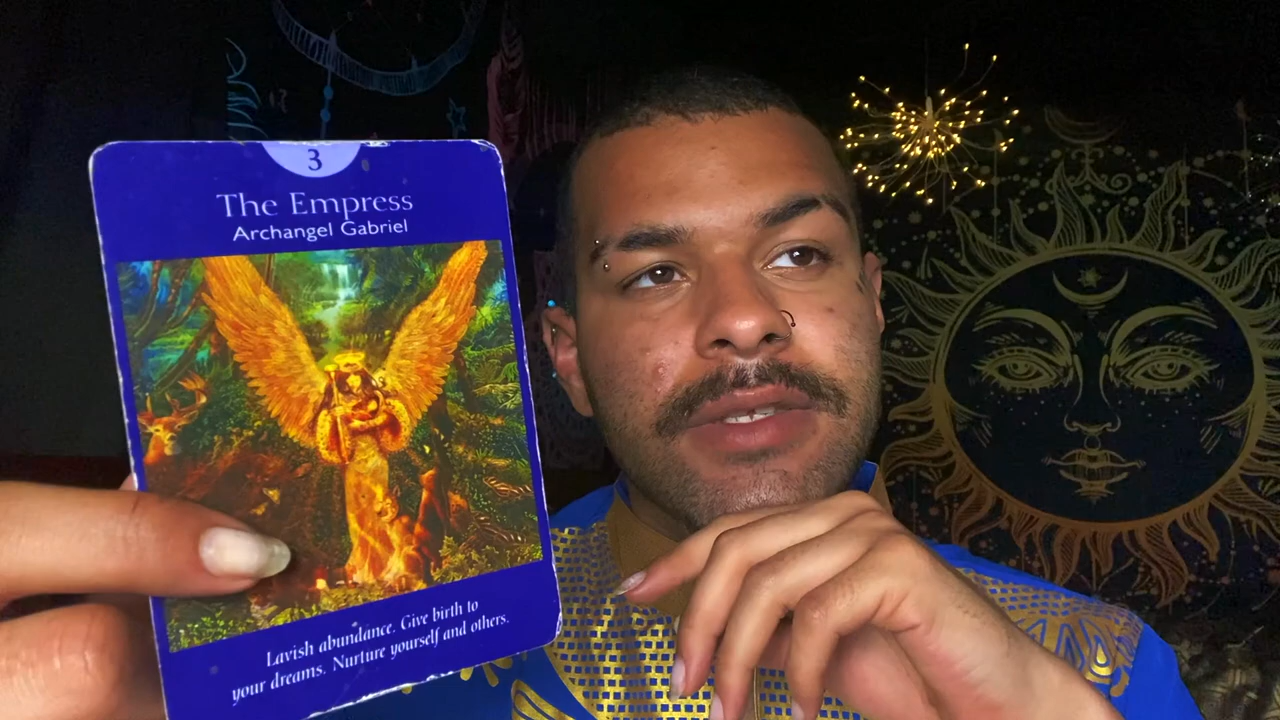 3
The Empress
Archangel Gabriel
Lavish abundance. Give birth to
your dreams. Nurture yourself and others.